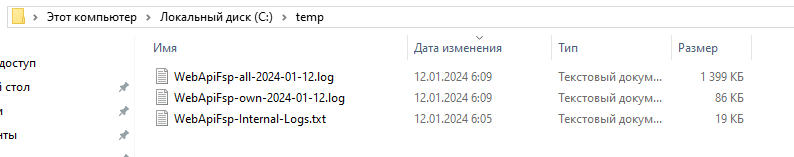 Этот компьютер › Локальный диск (C:) › temp
Имя Дата изменения Тип Размер
доступ
й стол
и
нты
WebApiFsp-all-2024-01-12.log 12.01.2024 6:09 Текстовый докум... 1 399 КБ
WebApiFsp-own-2024-01-12.log 12.01.2024 6:09 Текстовый докум... 86 КБ
WebApiFsp-Internal-Logs.txt 12.01.2024 6:05 Текстовый докум... 19 КБ